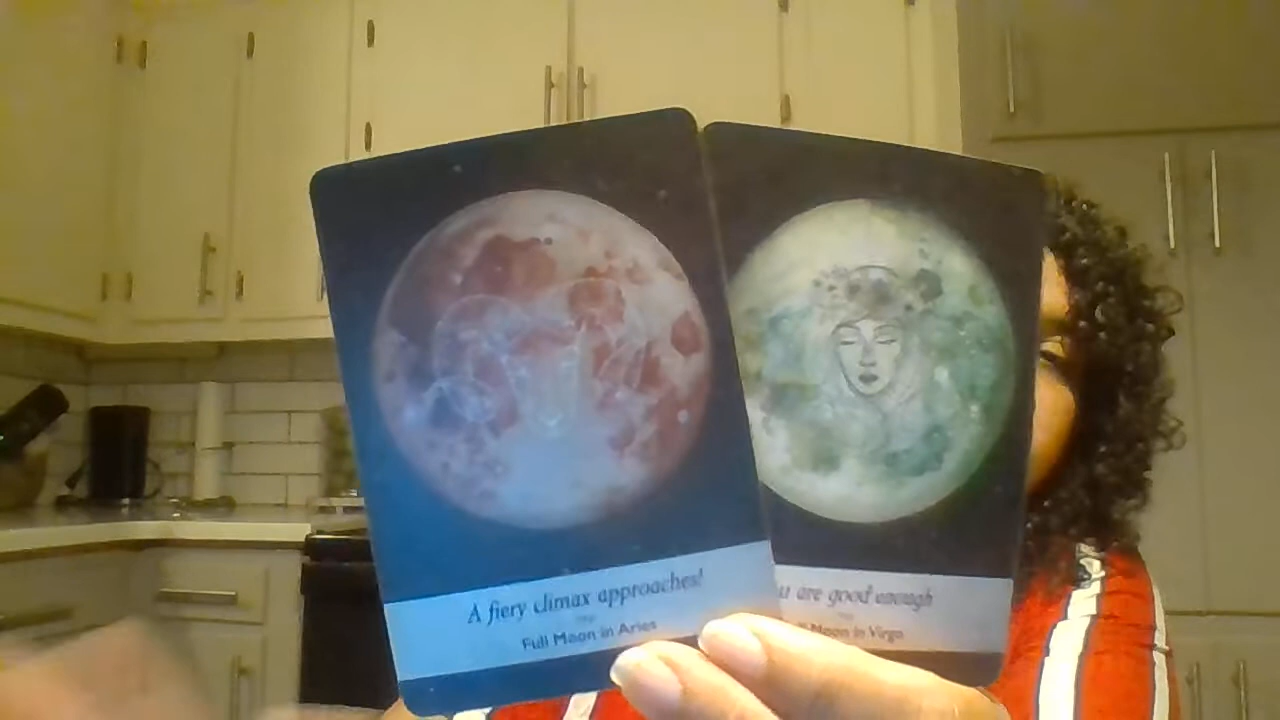 A fiery climax approaches!
Full Moon in Aries
u are good enough
Moon in Virgo